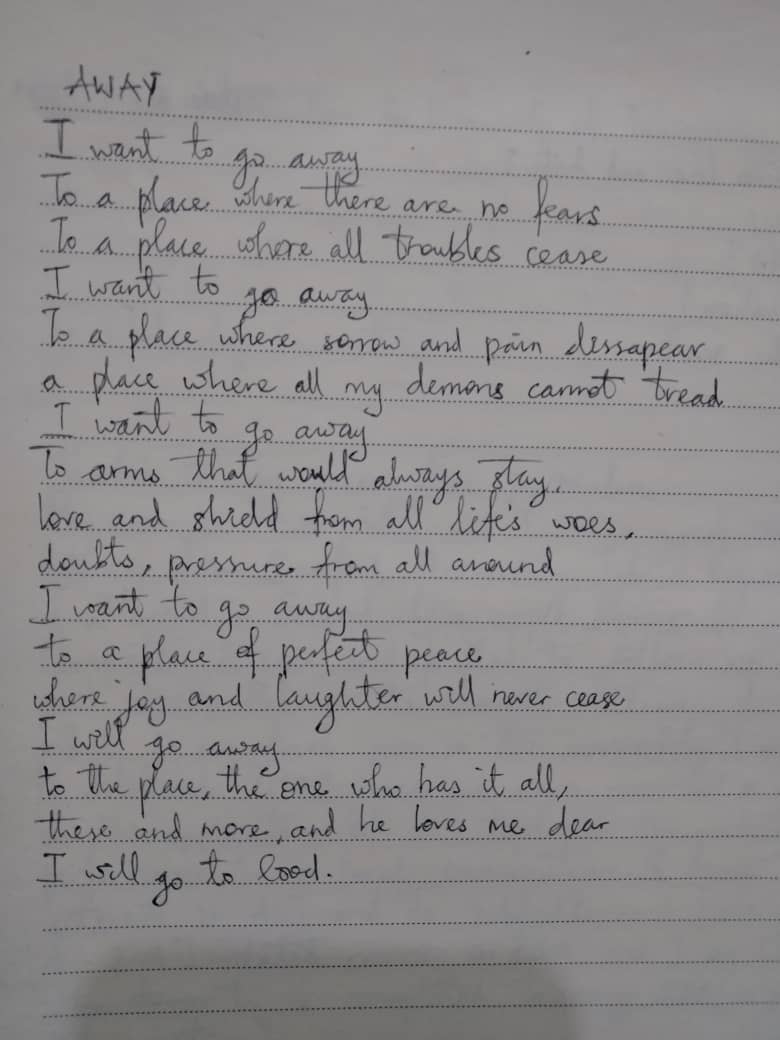 AWAY
I want to go away
To a place where there are no fears
To a place where all troubles cease
I want to go away
To a place where sorrow and pain dissapear
a place where all my demons cannot tread
I want to go away
To arms that would always stay,
love and shield from all life's woes,
doubts, pressure from all around
I want to go away
to a place of perfect peace
where joy and laughter will never cease
I will go away
to the place, the one who has it all,
these and more, and he loves me dear
I will go to God.